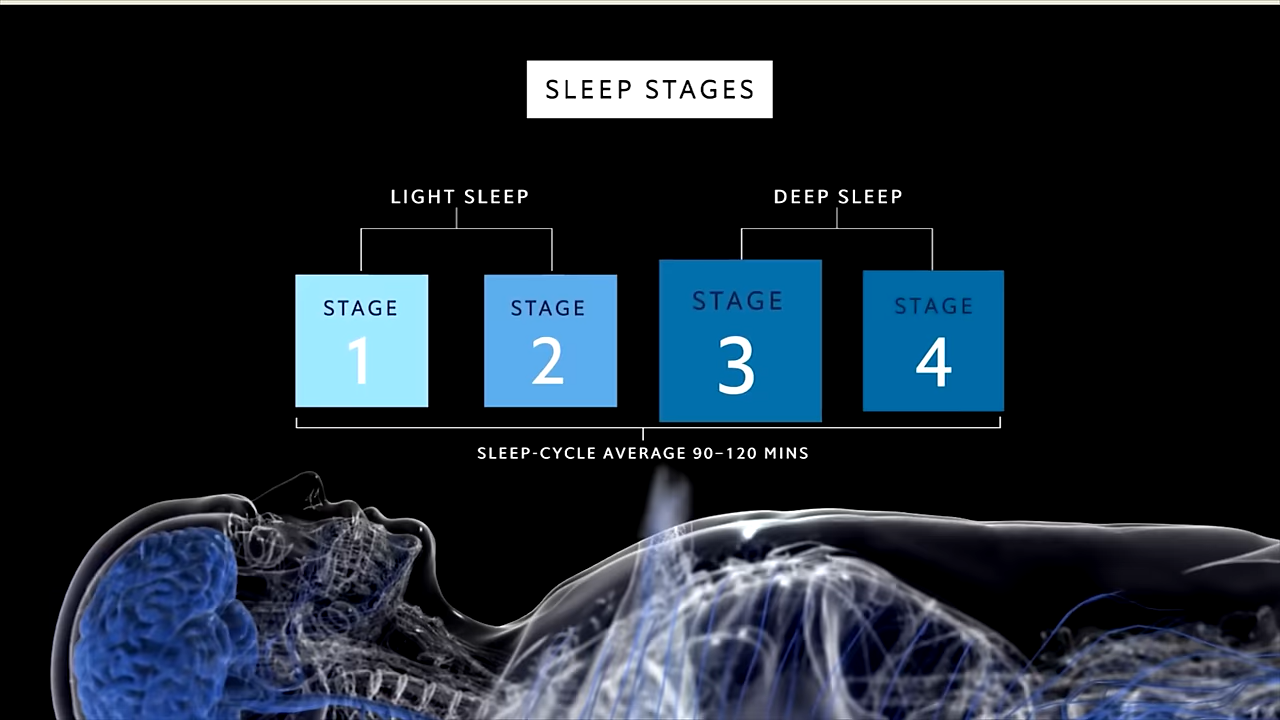 SLEEP STAGES
LIGHT SLEEP
DEEP SLEEP
STAGE
1
STAGE
2
STAGE
3
STAGE
4
SLEEP-CYCLE AVERAGE 90–120 MINS